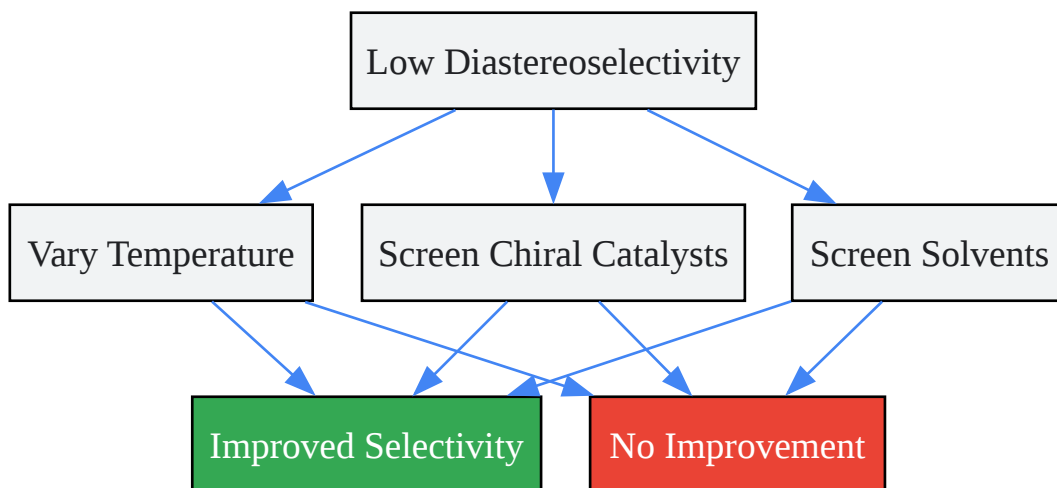 Low Diastereoselectivity
Vary Temperature
Screen Chiral Catalysts
Screen Solvents
Improved Selectivity
No Improvement